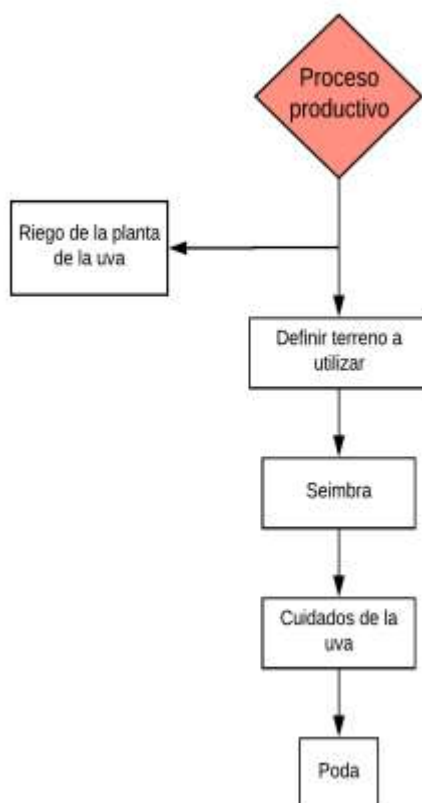 Proceso
productivo
Riego de la planta
de la uva
Definir terreno a
utilizar
Seimbra
Cuidados de la
uva
Poda